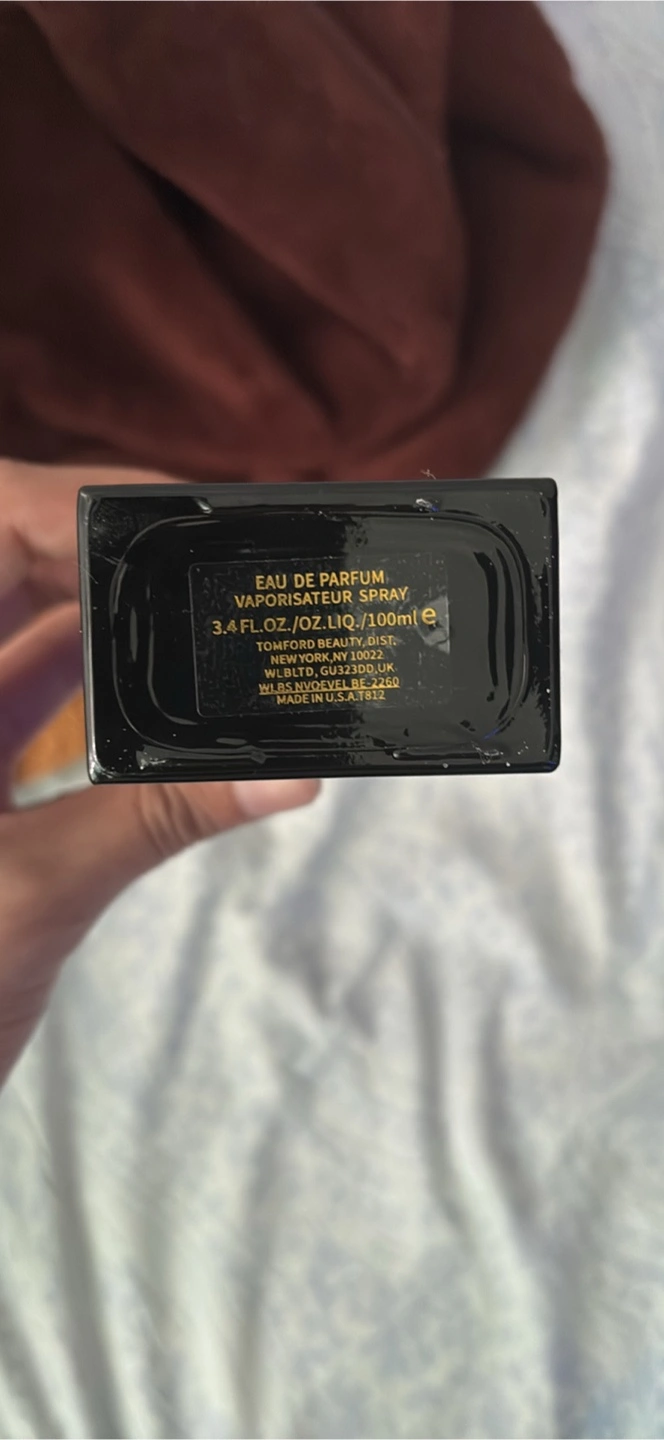 EAU DE PARFUM
VAPORISATEUR SPRAY
3.4 FL.OZ./OZ.LIQ./100ml e
TOMFORD BEAUTY, DIST.
NEW YORK,NY 10022
WLBLTD, GU323DD,UK
WLBS NVOEVEL BE-2260
MADE IN U.S.A.T812